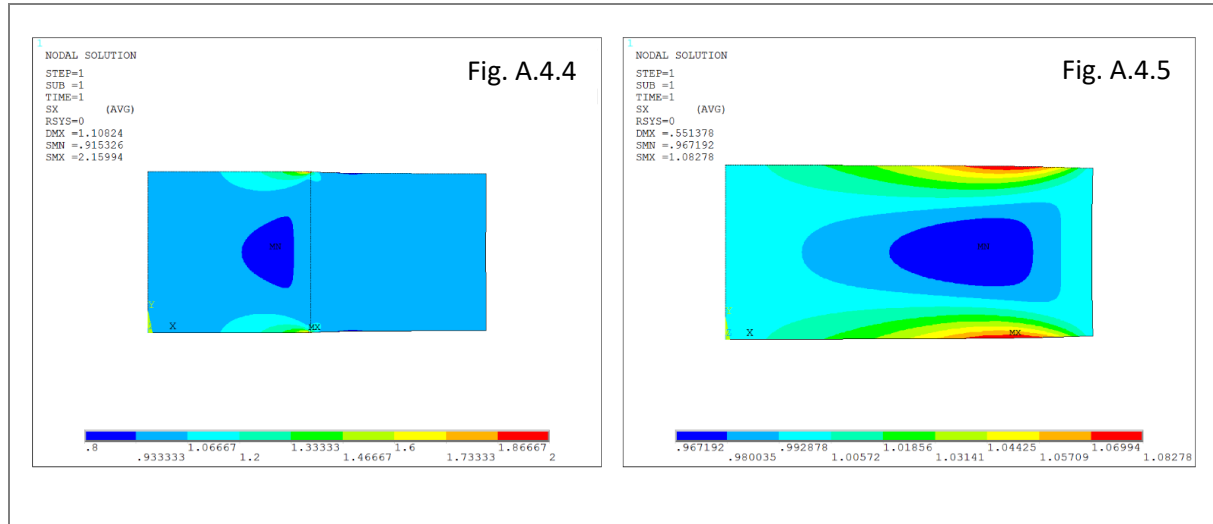 1
NODAL SOLUTION
STEP=1
SUB =1
TIME=1
SX (AVG)
RSYS=0
DMX =1.10824
SMN =.915326
SMX =2.15994
Fig. A.4.4
MN
Y
Z X
MX
.8 1.06667 1.33333 1.6 1.86667
.933333 1.2 1.46667 1.73333 2
1
NODAL SOLUTION
STEP=1
SUB =1
TIME=1
SX (AVG)
RSYS=0
DMX =.551378
SMN =.967192
SMX =1.08278
Fig. A.4.5
MN
Y
Z X
MX
.967192 .992878 1.01856 1.04425 1.06994
.980035 1.00572 1.03141 1.05709 1.08278